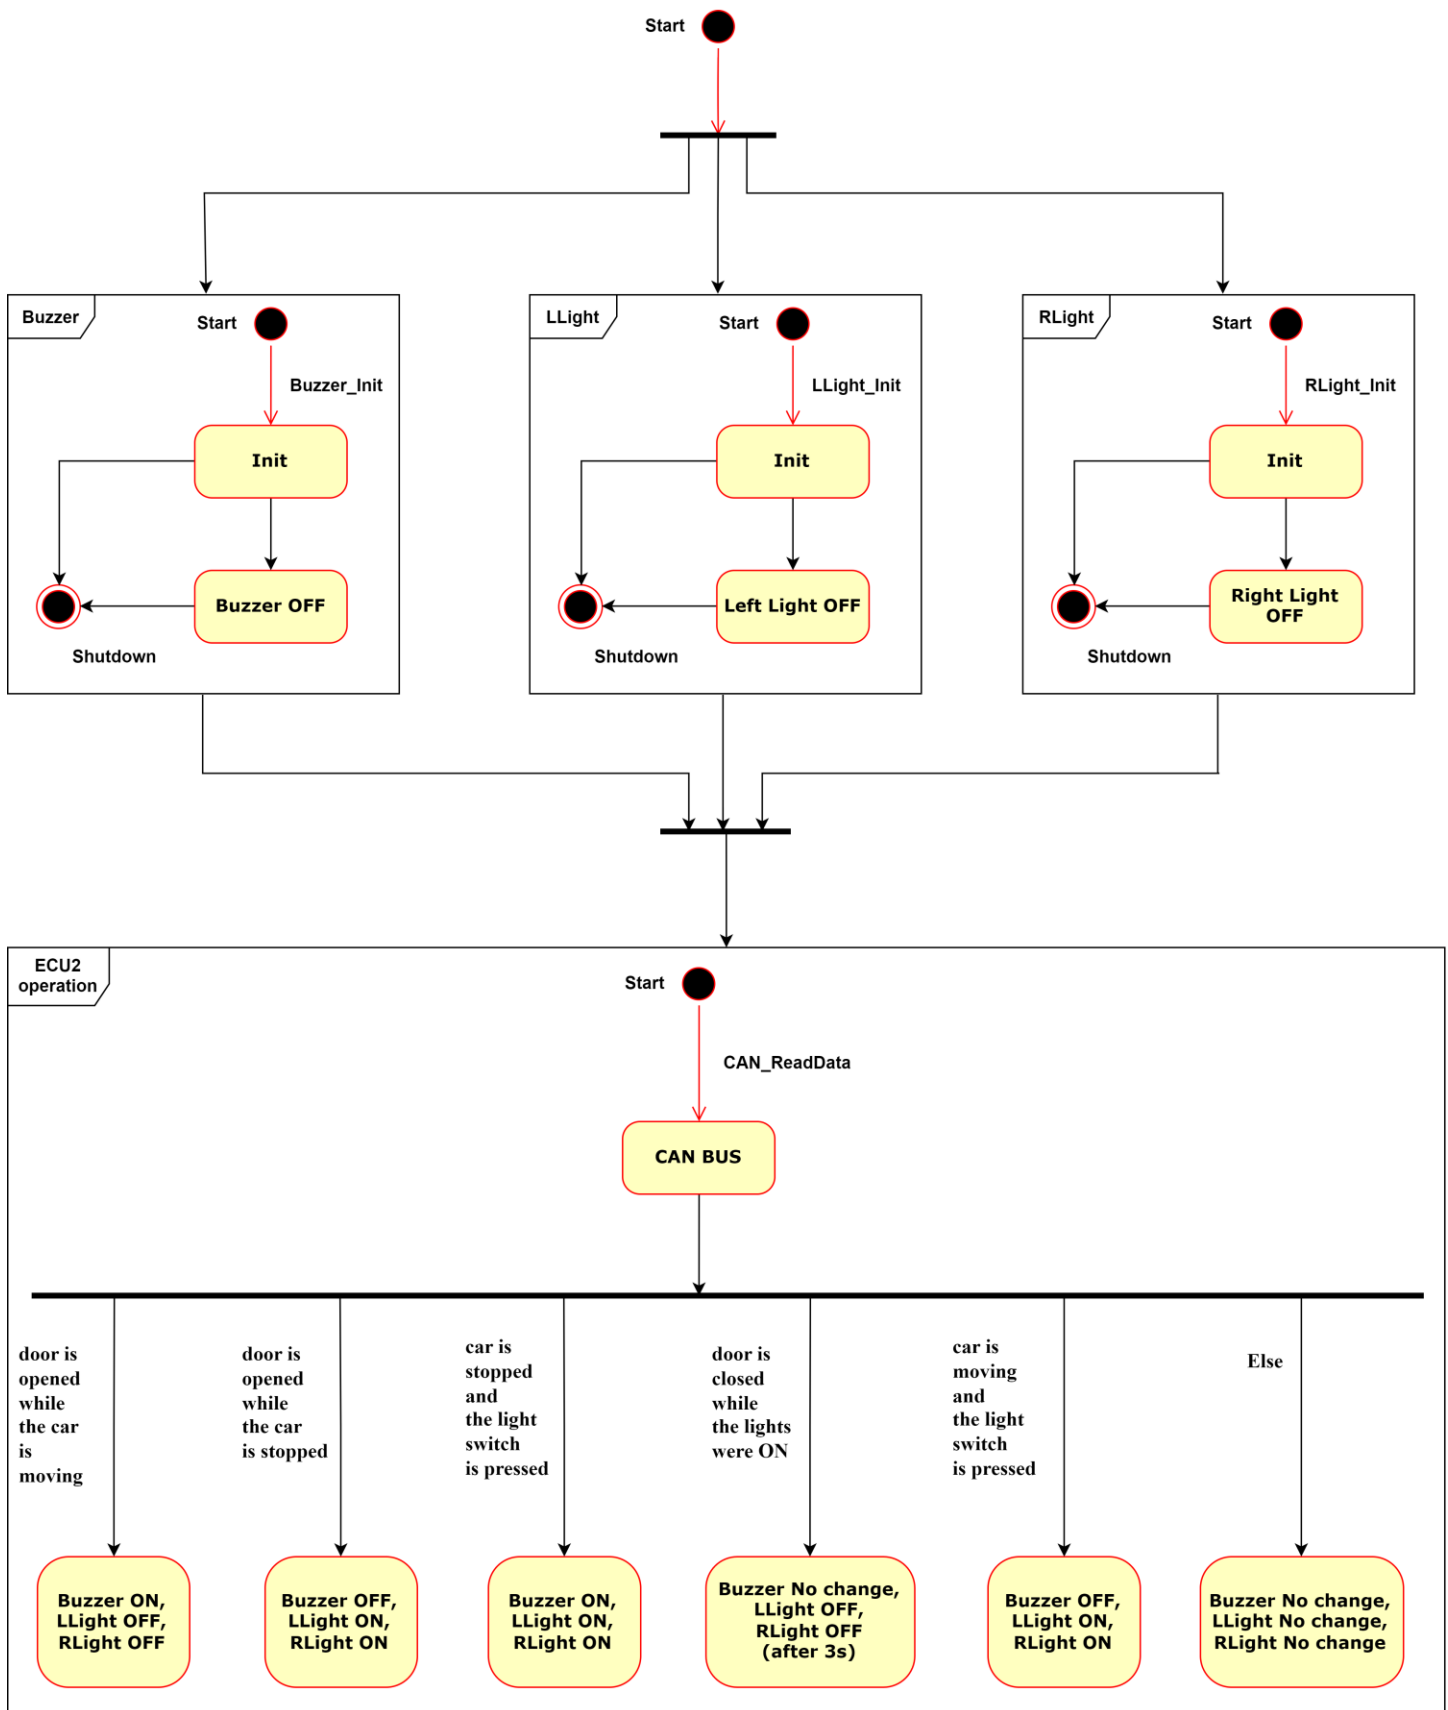 Start
Buzzer
Start
Buzzer_Init
Init
Buzzer OFF
Shutdown
LLight
Start
LLight_Init
Init
Left Light OFF
Shutdown
RLight
Start
RLight_Init
Init
Right Light
OFF
Shutdown
ECU2
operation
Start
CAN_ReadData
CAN BUS
door is
opened
while
the car
is
moving
door is
opened
while
the car
is stopped
car is
stopped
and
the light
switch
is pressed
door is
closed
while
the lights
were ON
car is
moving
and
the light
switch
is pressed
Else
Buzzer ON,
LLight OFF,
RLight OFF
Buzzer OFF,
LLight ON,
RLight ON
Buzzer ON,
LLight ON,
RLight ON
Buzzer No change,
LLight OFF,
RLight OFF
(after 3s)
Buzzer OFF,
LLight ON,
RLight ON
Buzzer No change,
LLight No change,
RLight No change